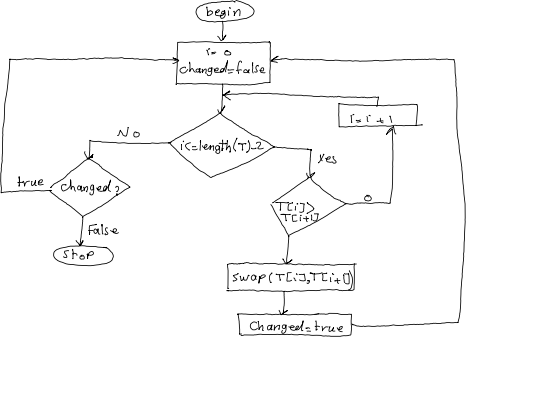 begin
i= 0
changed=false
i=i+1
No
i<=length(T)-2
Yes
true
changed?
T[i]>
T[i+1]
0
False
stop
swap(T[i],T[i+1])
Changed=true